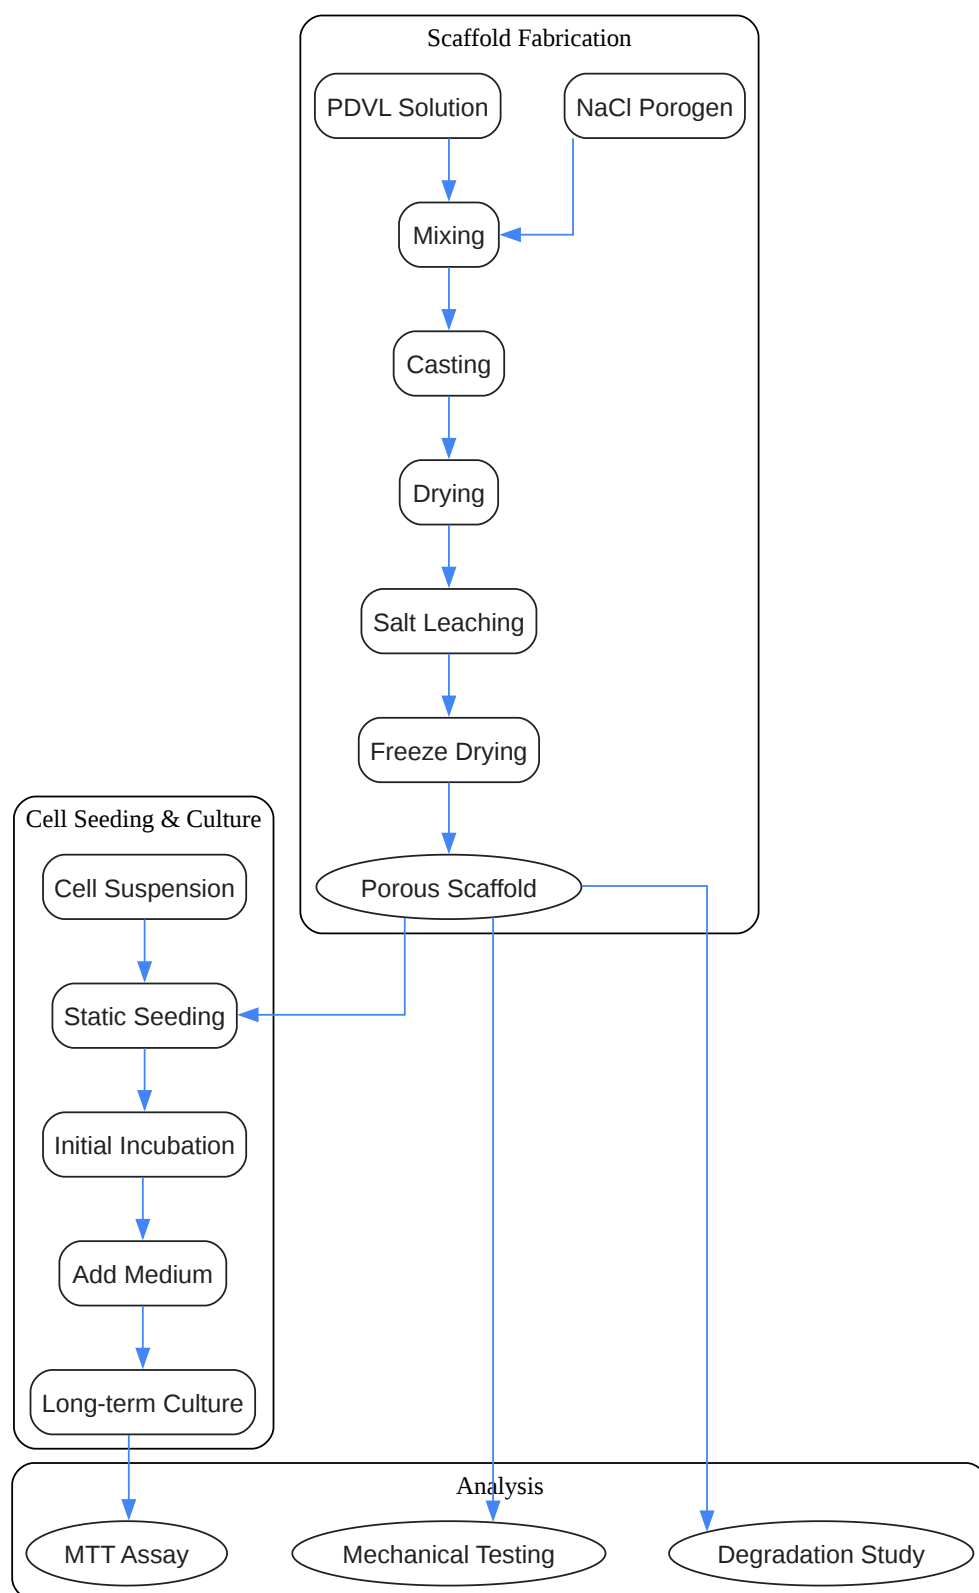 Scaffold Fabrication
PDVL Solution
NaCl Porogen
Mixing
Casting
Drying
Salt Leaching
Freeze Drying
Porous Scaffold
Cell Seeding & Culture
Cell Suspension
Static Seeding
Initial Incubation
Add Medium
Long-term Culture
Analysis
MTT Assay
Mechanical Testing
Degradation Study